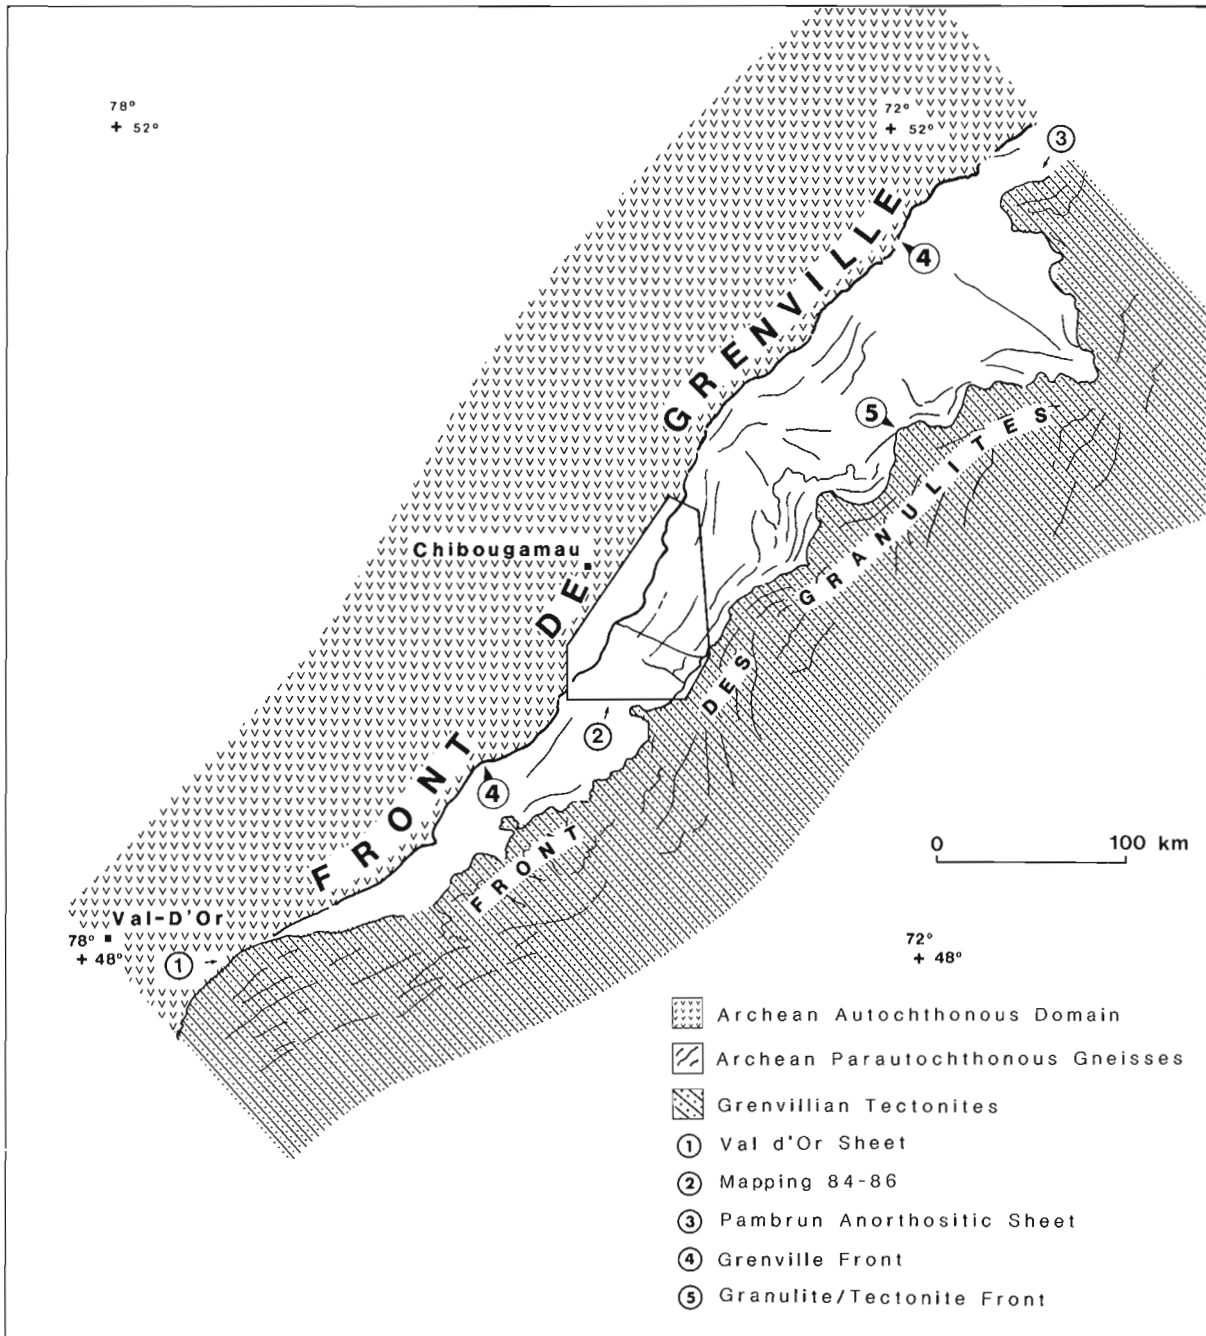 78°
+ 52°
72°
+ 52°
3
4
FRONT DE GRENVILLE
5
Chibougamau
FRONT DES GRANULITES
2
4
0 100 km
Val-D'Or
78°
+ 48°
1
72°
+ 48°
Archean Autochthonous Domain
Archean Parautochthonous Gneisses
Grenvillian Tectonites
1 Val d'Or Sheet
2 Mapping 84-86
3 Pambrun Anorthositic Sheet
4 Grenville Front
5 Granulite/Tectonite Front